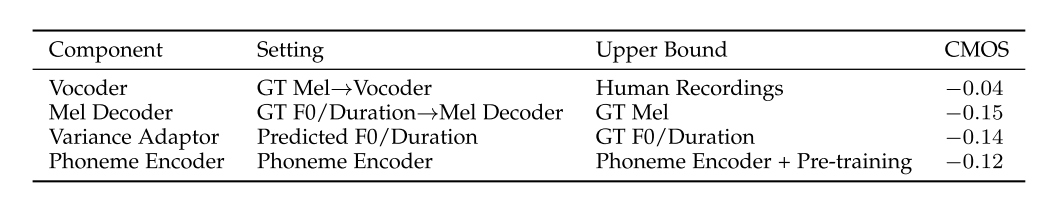 Component Setting Upper Bound CMOS
Vocoder GT Mel→Vocoder Human Recordings −0.04
Mel Decoder GT F0/Duration→Mel Decoder GT Mel −0.15
Variance Adaptor Predicted F0/Duration GT F0/Duration −0.14
Phoneme Encoder Phoneme Encoder Phoneme Encoder + Pre-training −0.12